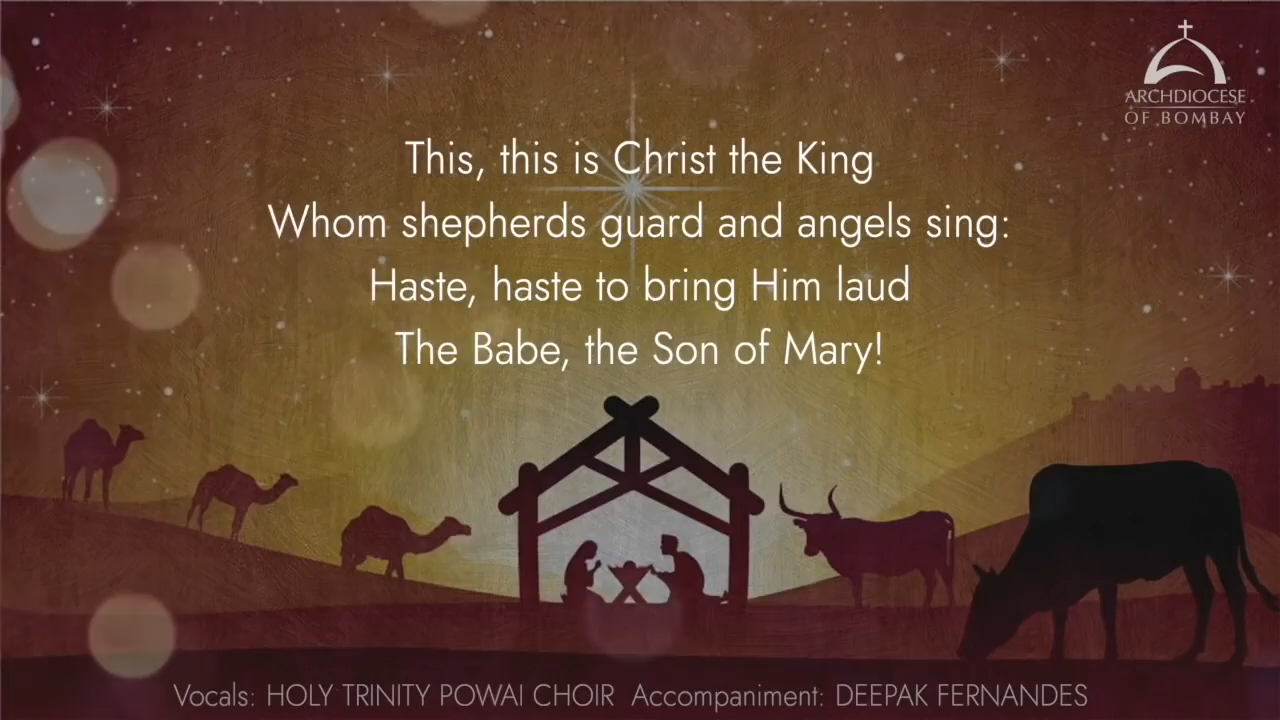 ARCHDIOCESE
OF BOMBAY
This, this is Christ the King
Whom shepherds guard and angels sing:
Haste, haste to bring Him laud
The Babe, the Son of Mary!
Vocals: HOLY TRINITY POWAI CHOIR Accompaniment: DEEPAK FERNANDES